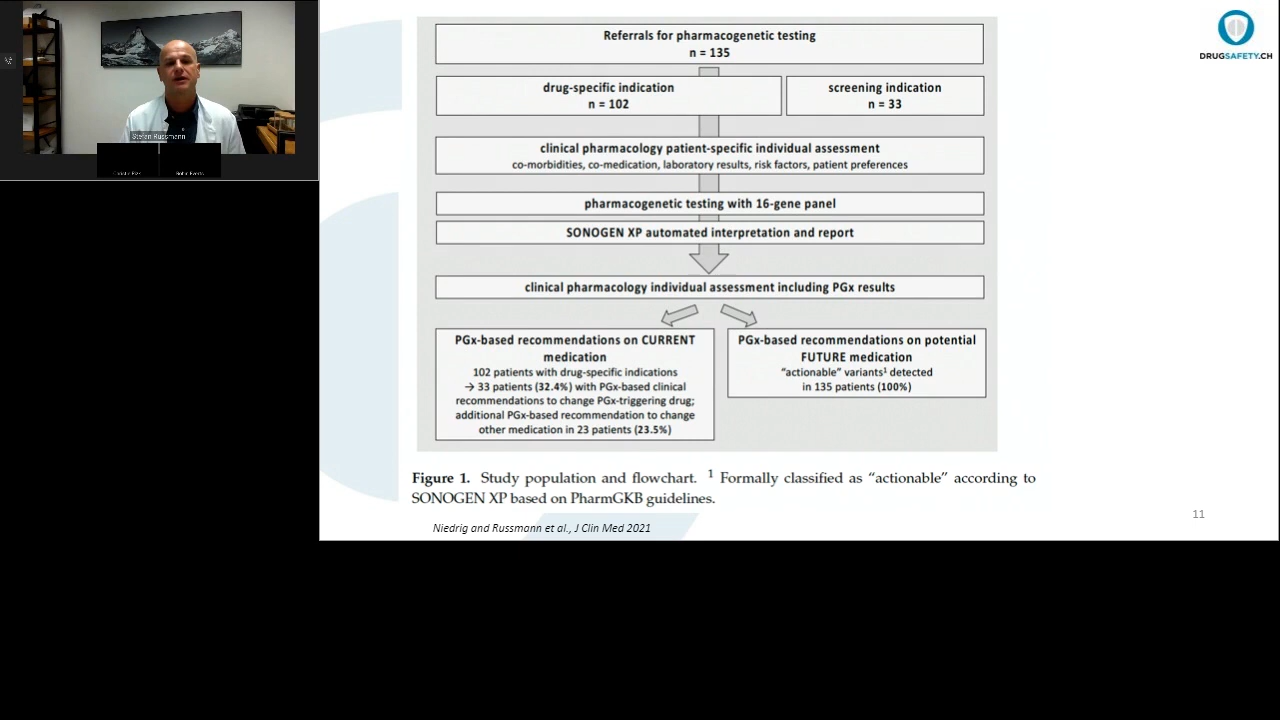 Stefan Russmann
DRUGSAFETY.CH
Referrals for pharmacogenetic testing
n = 135
drug-specific indication
n = 102
screening indication
n = 33
clinical pharmacology patient-specific individual assessment
co-morbidities, co-medication, laboratory results, risk factors, patient preferences
pharmacogenetic testing with 16-gene panel
SONOGEN XP automated interpretation and report
clinical pharmacology individual assessment including PGx results
PGx-based recommendations on CURRENT
medication
102 patients with drug-specific indications
→ 33 patients (32.4%) with PGx-based clinical
recommendations to change PGx-triggering drug;
additional PGx-based recommendation to change
other medication in 23 patients (23.5%)
PGx-based recommendations on potential
FUTURE medication
“actionable” variants¹ detected
in 135 patients (100%)
Figure 1. Study population and flowchart. ¹ Formally classified as “actionable” according to
SONOGEN XP based on PharmGKB guidelines.
Niedrig and Russmann et al., J Clin Med 2021
11